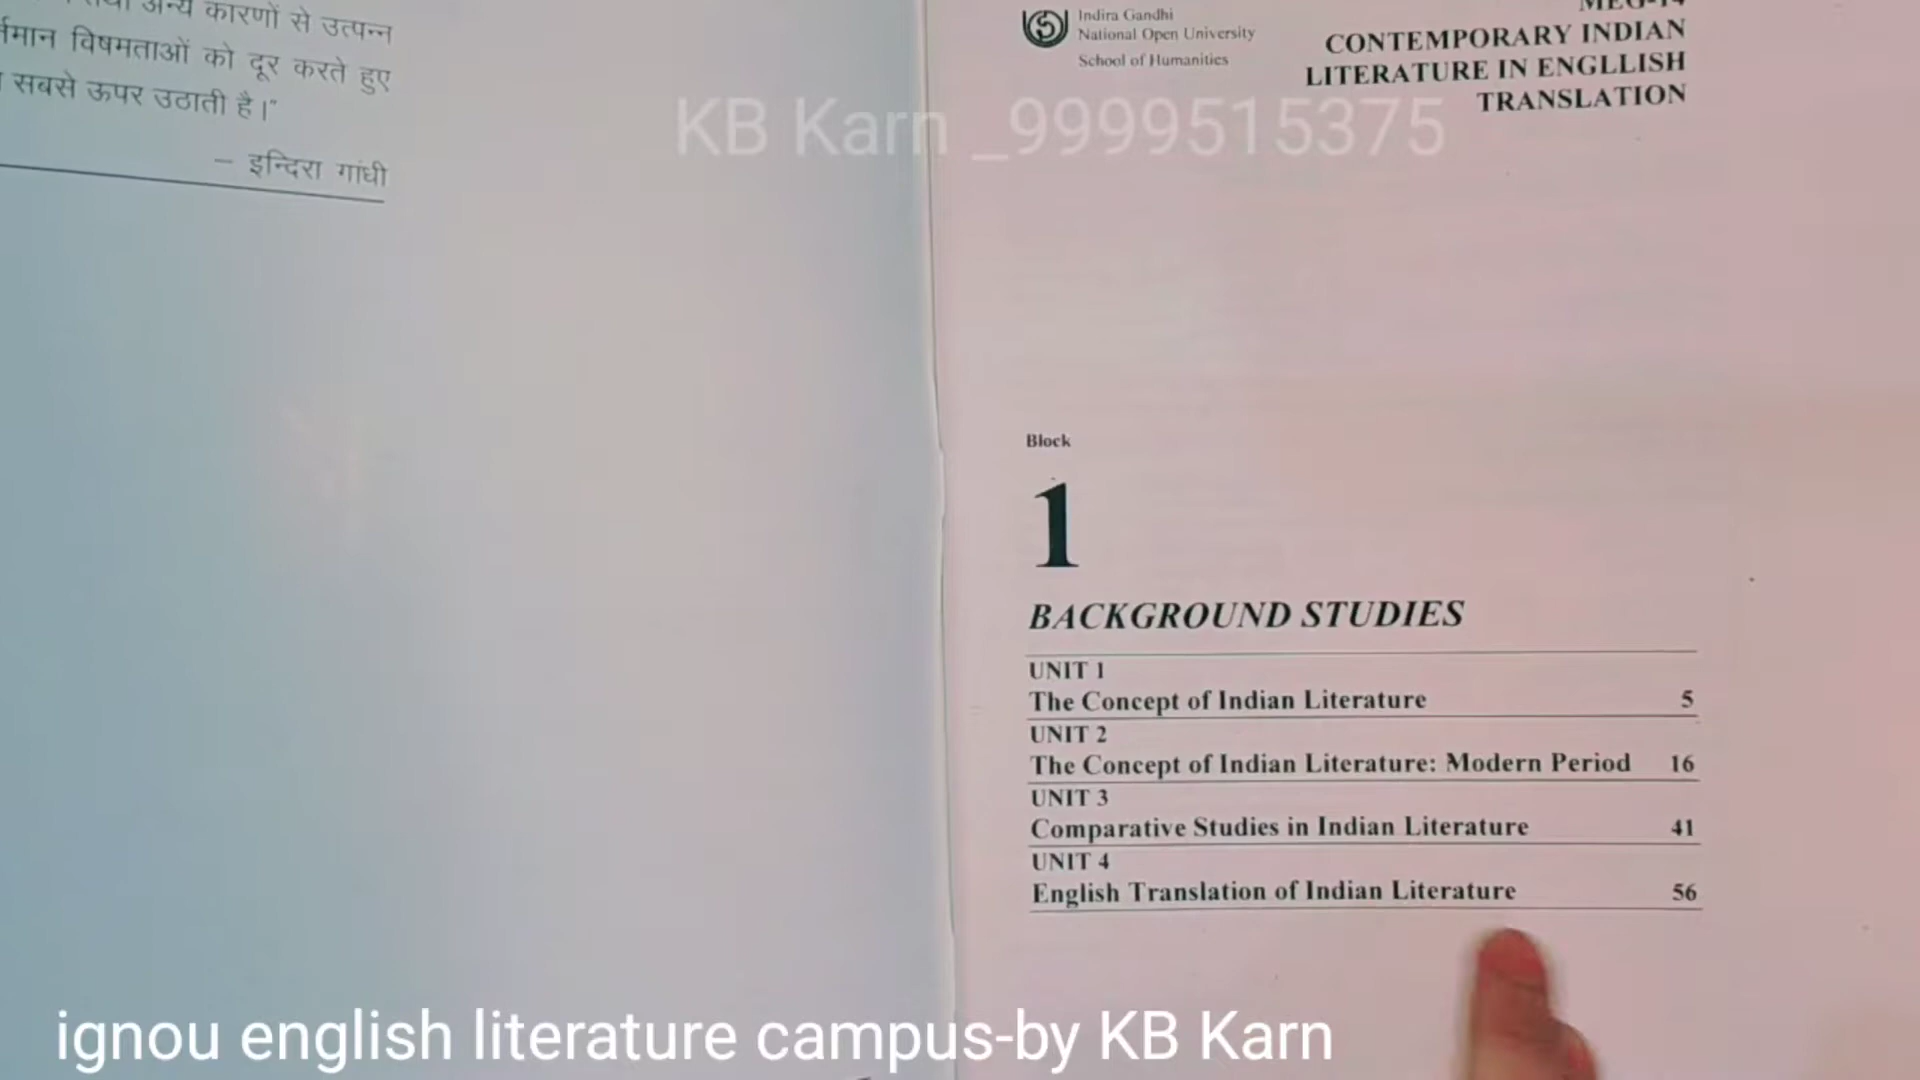 अन्य कारणों से उत्पन्न
विषमताओं को दूर करते हुए
सबसे ऊपर उठाती है।"
– इन्दिरा गांधी
Indira Gandhi
National Open University
School of Humanities
MEG-14
CONTEMPORARY INDIAN
LITERATURE IN ENGLLISH
TRANSLATION
KB Karn _9999515375
Block
1
BACKGROUND STUDIES
UNIT 1
The Concept of Indian Literature 5
UNIT 2
The Concept of Indian Literature: Modern Period 16
UNIT 3
Comparative Studies in Indian Literature 41
UNIT 4
English Translation of Indian Literature 56
ignou english literature campus-by KB Karn